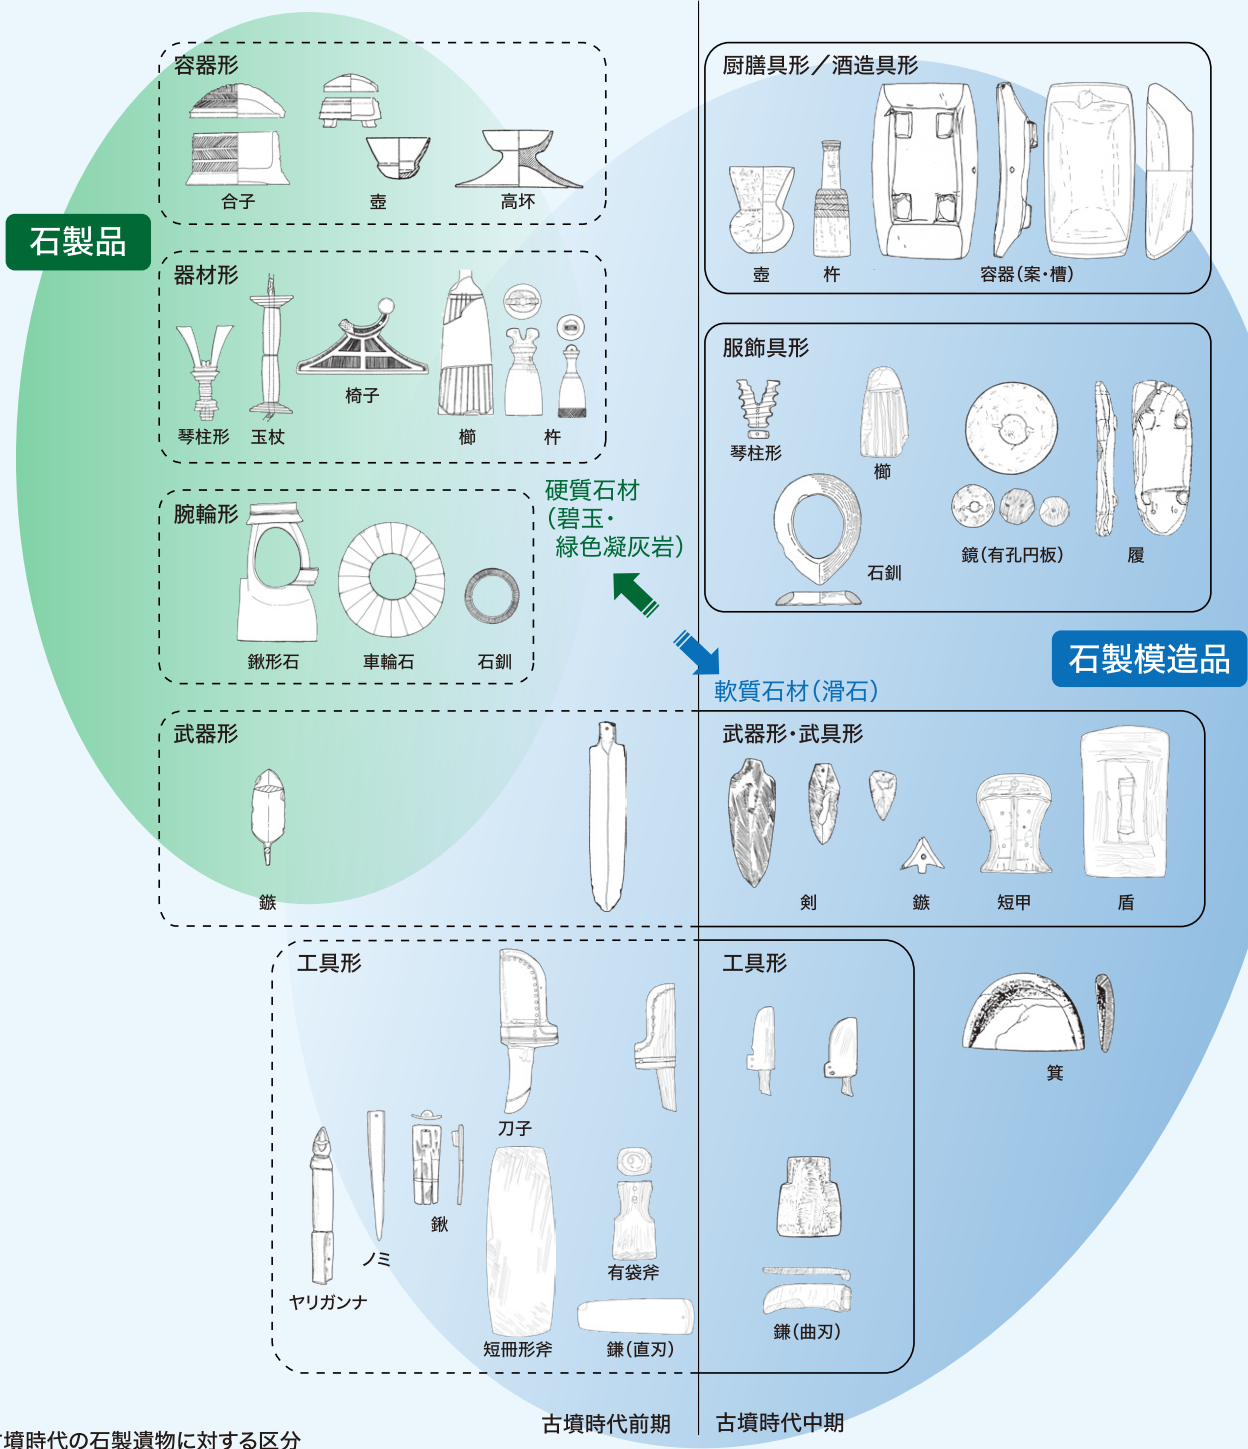 容器形
合子
壺
高坏
石製品
器材形
琴柱形
玉杖
椅子
櫛
杵
腕輪形
鍬形石
車輪石
石釧
硬質石材
(碧玉・
緑色凝灰岩)
軟質石材(滑石)
厨膳具形／酒造具形
壺
杵
容器(案・槽)
服飾具形
琴柱形
櫛
石釧
鏡(有孔円板)
履
石製模造品
武器形
鏃
武器形・武具形
剣
鏃
短甲
盾
工具形
刀子
ヤリガンナ
ノミ
鍬
短冊形斧
有袋斧
鎌(直刃)
工具形
鎌(曲刃)
箕
古墳時代前期
古墳時代中期
墳時代の石製遺物に対する区分